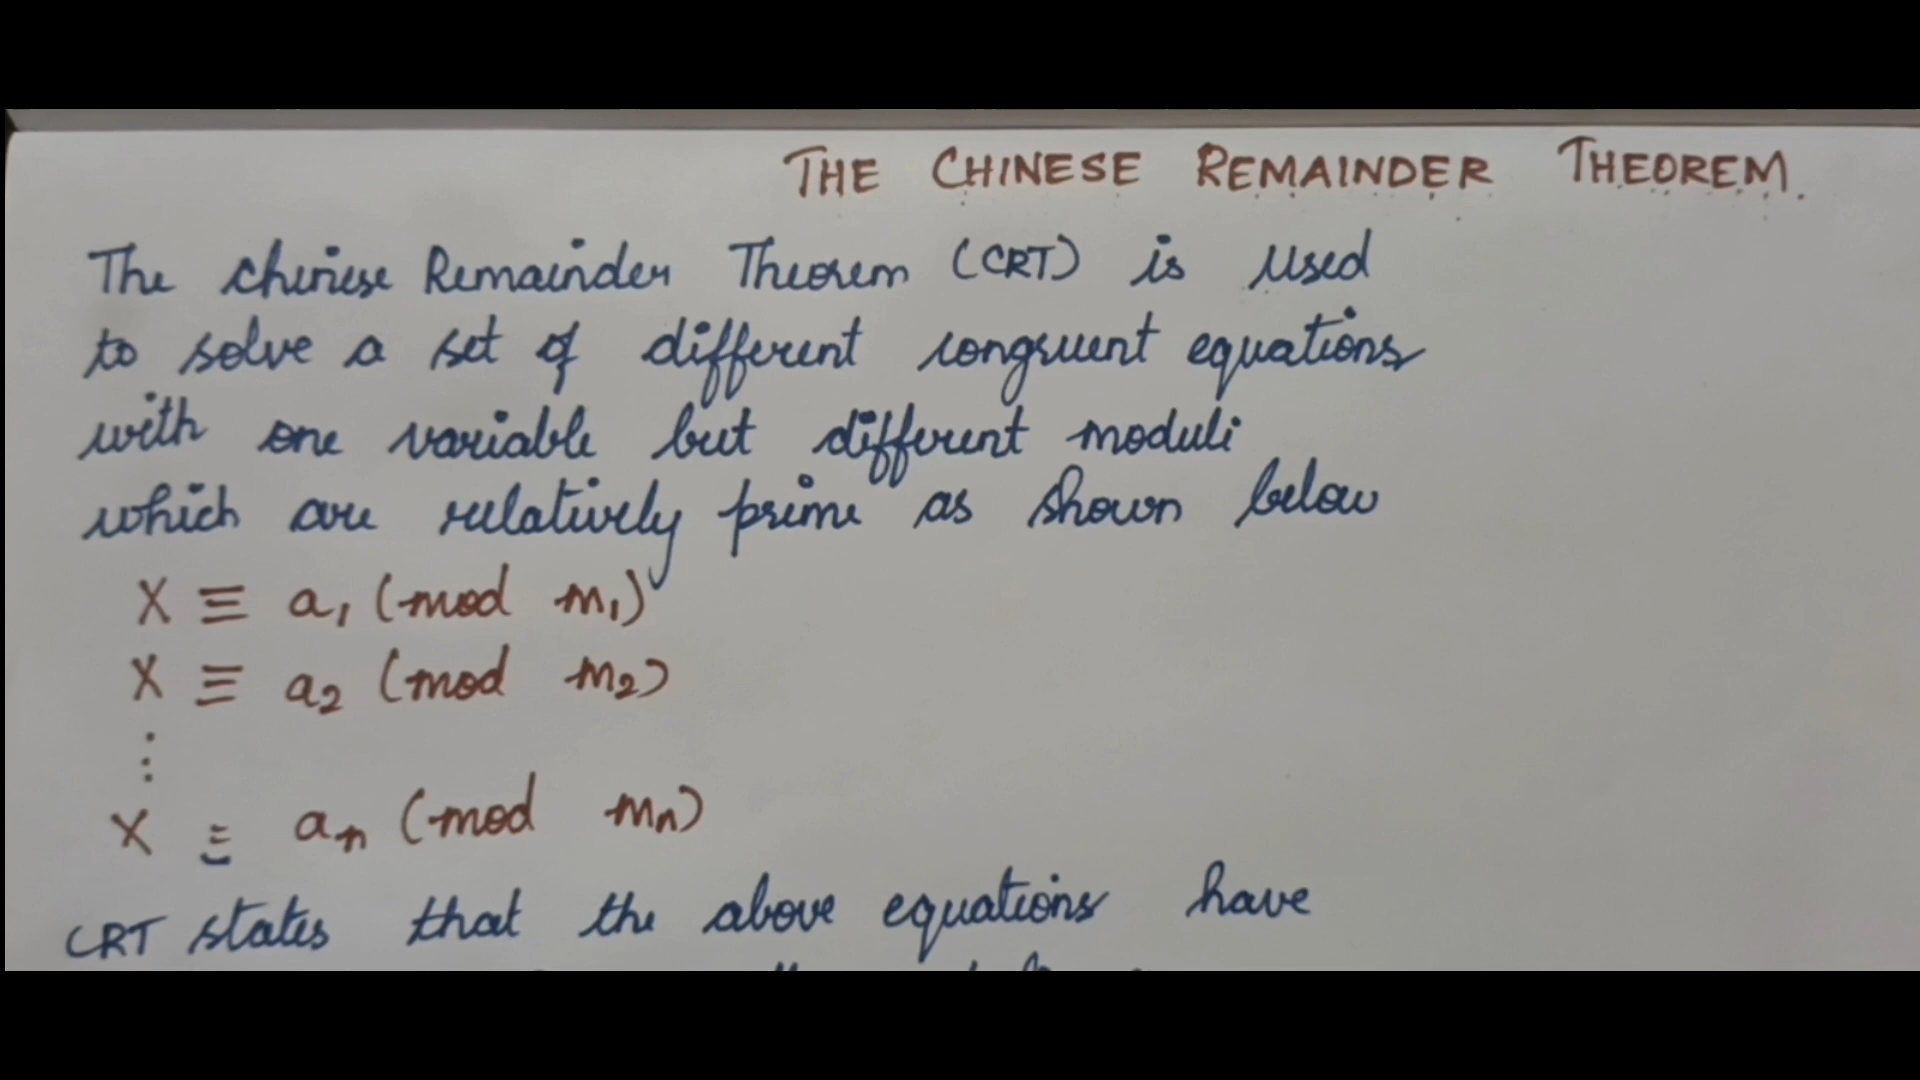 THE CHINESE REMAINDER THEOREM.
The chinese Remainder Theorem (CRT) is used
to solve a set of different congruent equations
with one variable but different moduli
which are relatively prime as shown below
X ≡ a₁ (mod m₁)
X ≡ a₂ (mod m₂)
⋮
X ≡ aₙ (mod mₙ)
CRT states that the above equations have